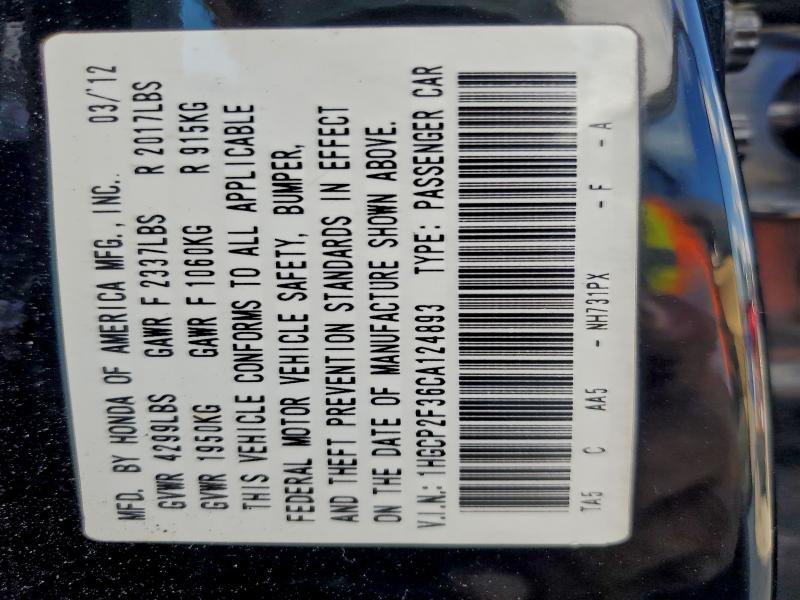 MFD. BY HONDA OF AMERICA MFG., INC. 03/'12
GVWR 4299LBS GAWR F 2337LBS R 2017LBS
GVWR 1950KG GAWR F 1060KG R 915KG
THIS VEHICLE CONFORMS TO ALL APPLICABLE
FEDERAL MOTOR VEHICLE SAFETY, BUMPER,
AND THEFT PREVENTION STANDARDS IN EFFECT
ON THE DATE OF MANUFACTURE SHOWN ABOVE.
V.I.N.: 1HGCP2F36CA124893 TYPE: PASSENGER CAR
TA5 C AA5 - NH731PX - F - A